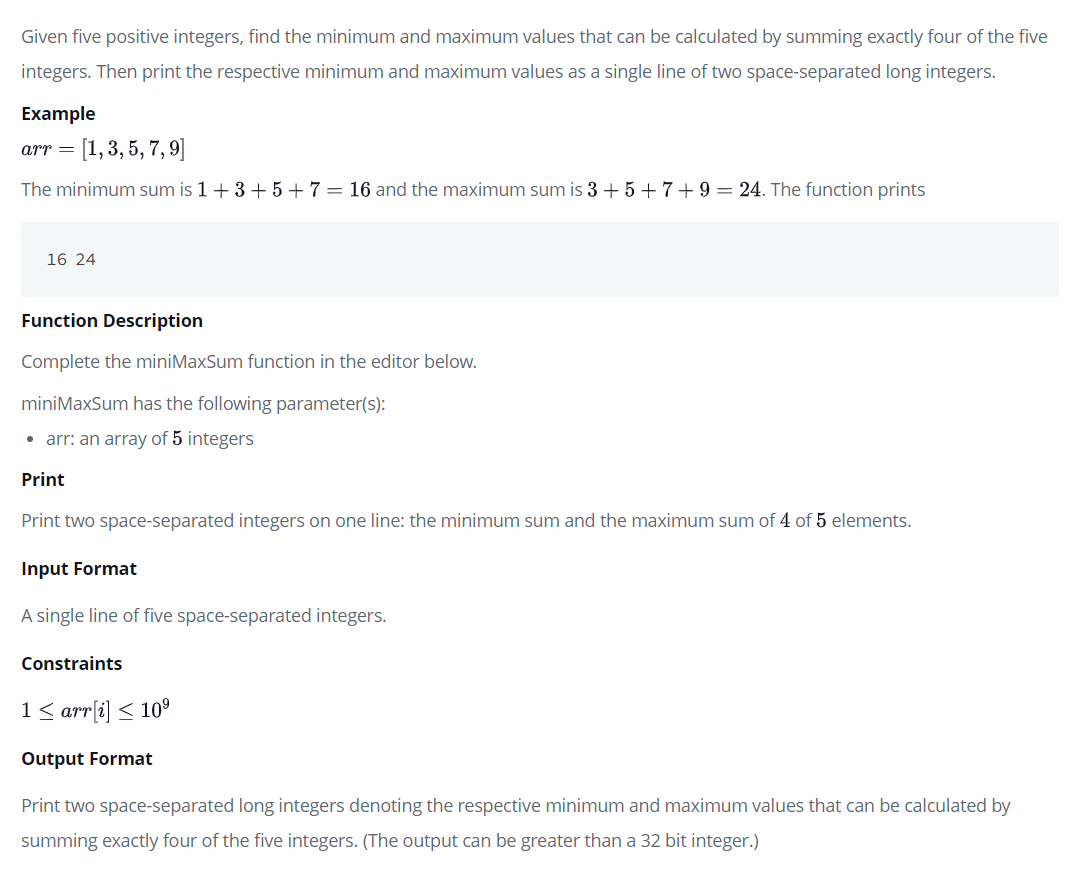 Given five positive integers, find the minimum and maximum values that can be calculated by summing exactly four of the five
integers. Then print the respective minimum and maximum values as a single line of two space-separated long integers.
Example
arr = [1, 3, 5, 7, 9]
The minimum sum is 1 + 3 + 5 + 7 = 16 and the maximum sum is 3 + 5 + 7 + 9 = 24. The function prints
16 24
Function Description
Complete the miniMaxSum function in the editor below.
miniMaxSum has the following parameter(s):
• arr: an array of 5 integers
Print
Print two space-separated integers on one line: the minimum sum and the maximum sum of 4 of 5 elements.
Input Format
A single line of five space-separated integers.
Constraints
1 ≤ arr[i] ≤ 10⁹
Output Format
Print two space-separated long integers denoting the respective minimum and maximum values that can be calculated by
summing exactly four of the five integers. (The output can be greater than a 32 bit integer.)